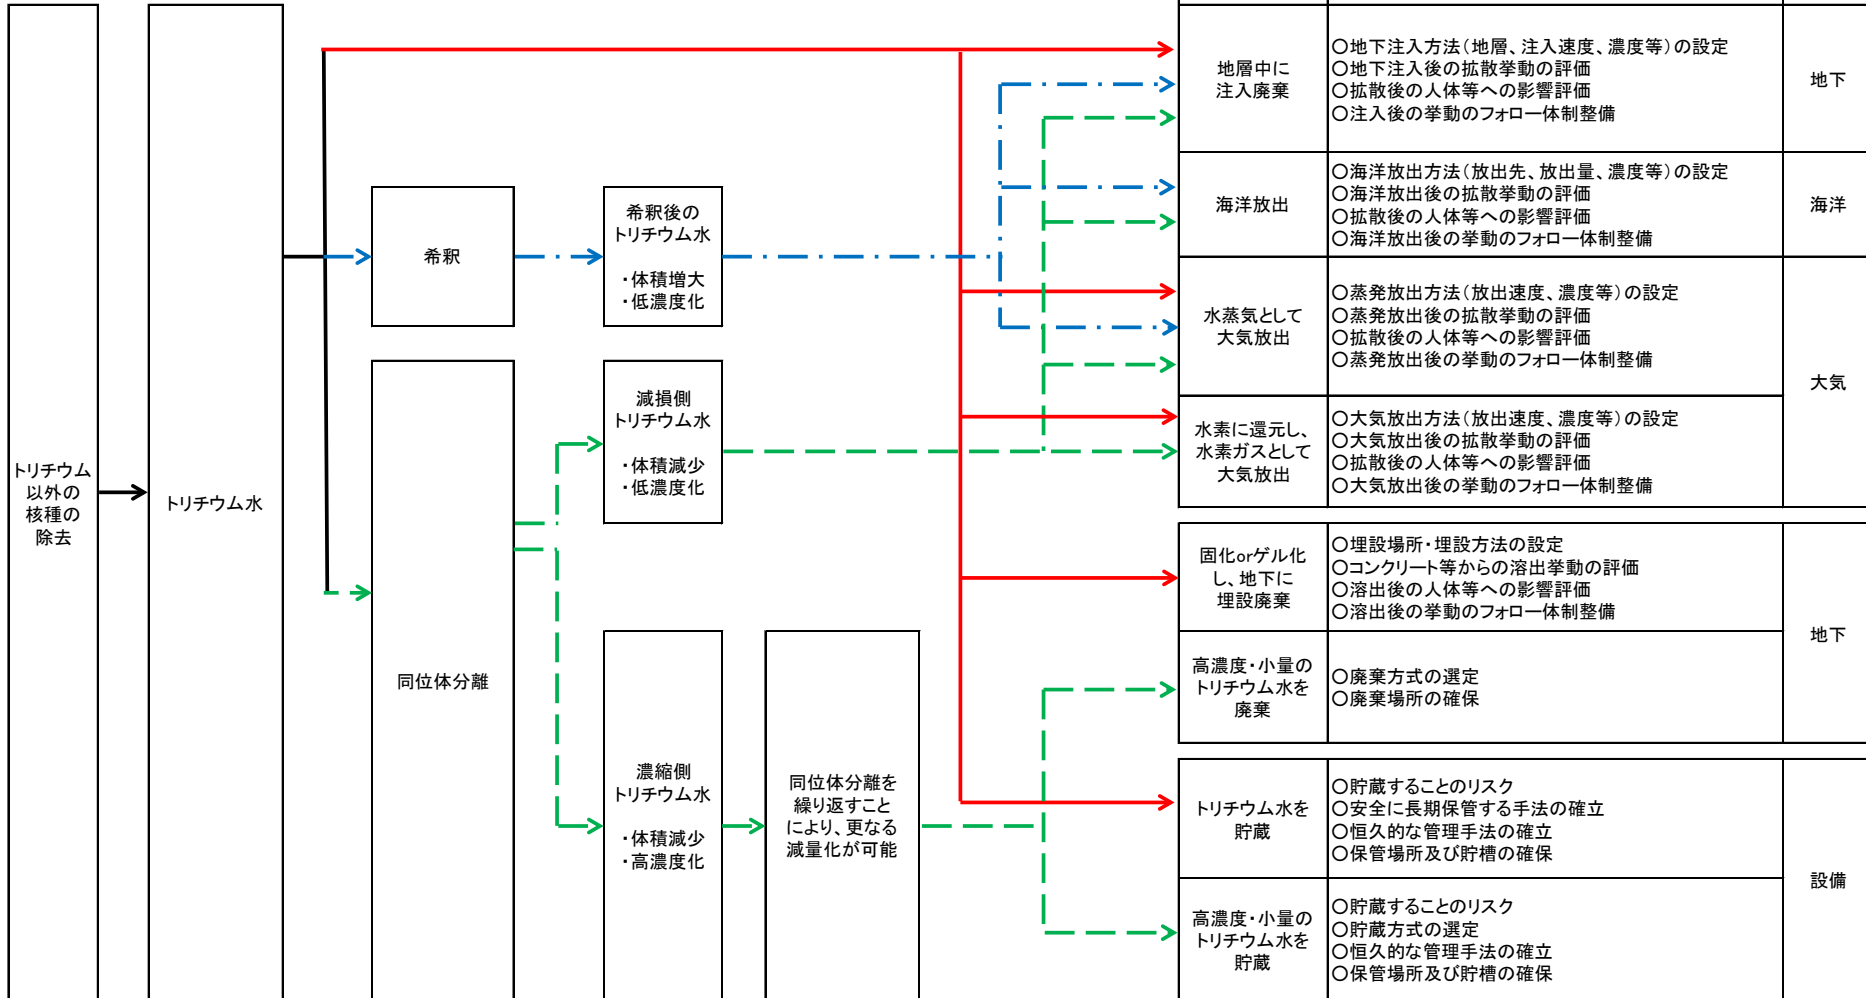 トリチウム
以外の
核種の
除去
トリチウム水
希釈
同位体分離
希釈後の
トリチウム水
・体積増大
・低濃度化
減損側
トリチウム水
・体積減少
・低濃度化
濃縮側
トリチウム水
・体積減少
・高濃度化
同位体分離を
繰り返すこと
により、更なる
減量化が可能
地層中に
注入廃棄
○地下注入方法(地層、注入速度、濃度等)の設定
○地下注入後の拡散挙動の評価
○拡散後の人体等への影響評価
○注入後の挙動のフォロー体制整備
地下
海洋放出
○海洋放出方法(放出先、放出量、濃度等)の設定
○海洋放出後の拡散挙動の評価
○拡散後の人体等への影響評価
○海洋放出後の挙動のフォロー体制整備
海洋
水蒸気として
大気放出
○蒸発放出方法(放出速度、濃度等)の設定
○蒸発放出後の拡散挙動の評価
○拡散後の人体等への影響評価
○蒸発放出後の挙動のフォロー体制整備
大気
水素に還元し、
水素ガスとして
大気放出
○大気放出方法(放出速度、濃度等)の設定
○大気放出後の拡散挙動の評価
○拡散後の人体等への影響評価
○大気放出後の挙動のフォロー体制整備
固化orゲル化
し、地下に
埋設廃棄
○埋設場所・埋設方法の設定
○コンクリート等からの溶出挙動の評価
○溶出後の人体等への影響評価
○溶出後の挙動のフォロー体制整備
地下
高濃度・小量の
トリチウム水を
廃棄
○廃棄方式の選定
○廃棄場所の確保
トリチウム水を
貯蔵
○貯蔵することのリスク
○安全に長期保管する手法の確立
○恒久的な管理手法の確立
○保管場所及び貯槽の確保
設備
高濃度・小量の
トリチウム水を
貯蔵
○貯蔵することのリスク
○貯蔵方式の選定
○恒久的な管理手法の確立
○保管場所及び貯槽の確保